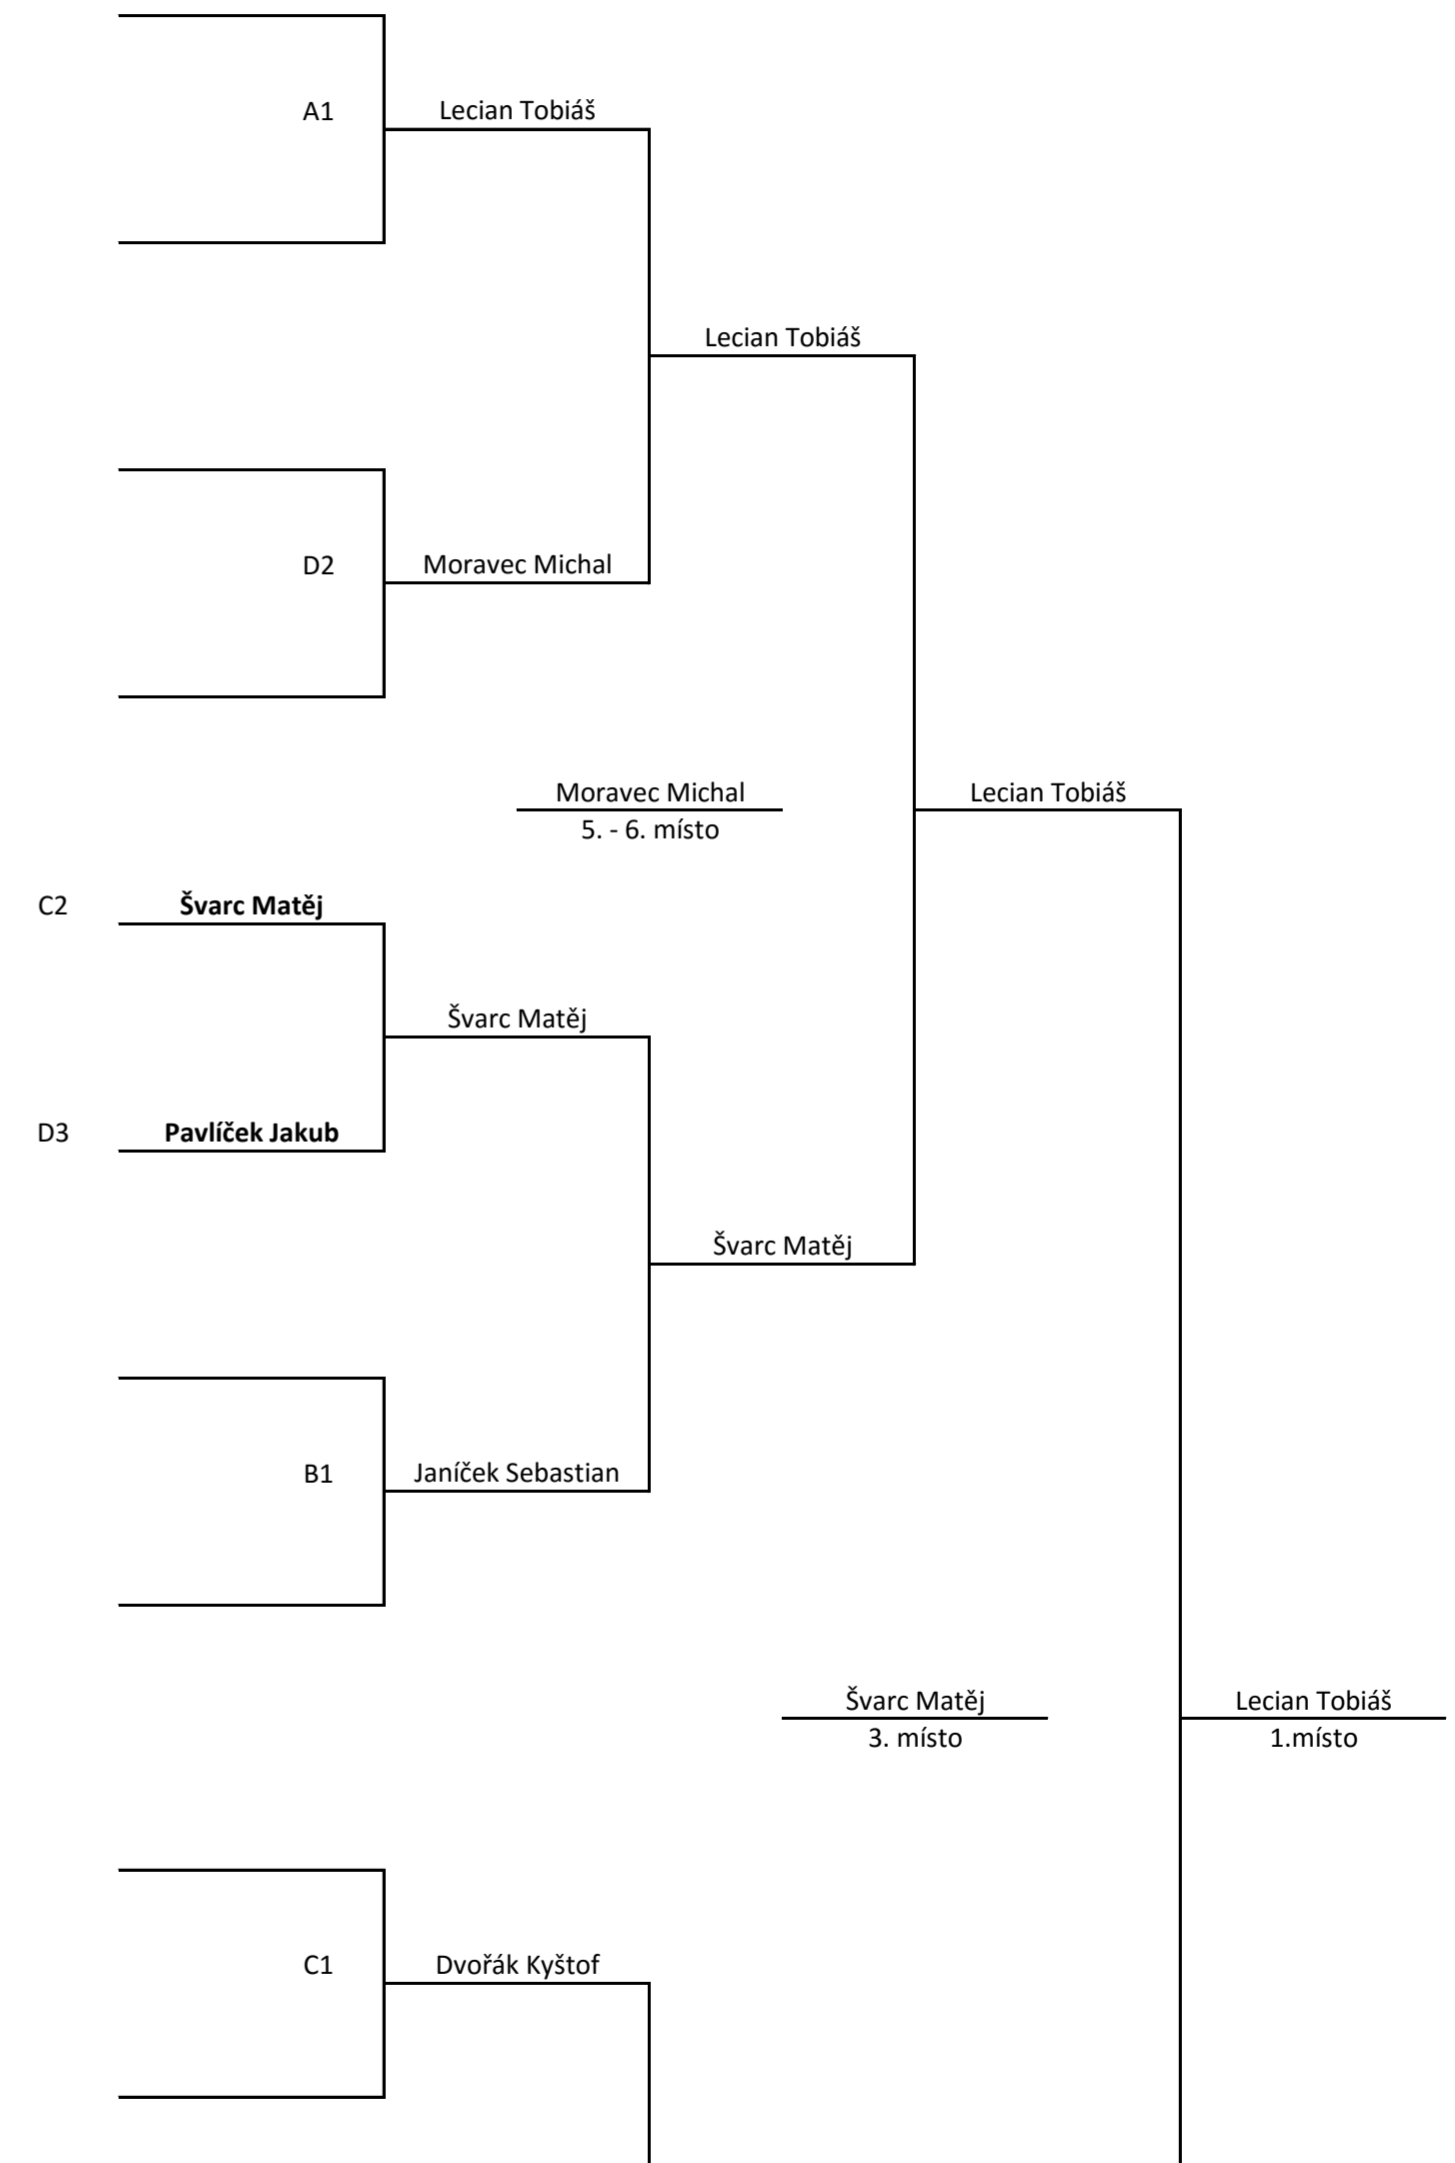 A1 Lecian Tobiáš
Lecian Tobiáš
D2 Moravec Michal
Moravec Michal Lecian Tobiáš
5. - 6. místo
C2 Švarc Matěj
Švarc Matěj
D3 Pavlíček Jakub
Švarc Matěj
B1 Janíček Sebastian
Švarc Matěj Lecian Tobiáš
3. místo 1.místo
C1 Dvořák Kyštof